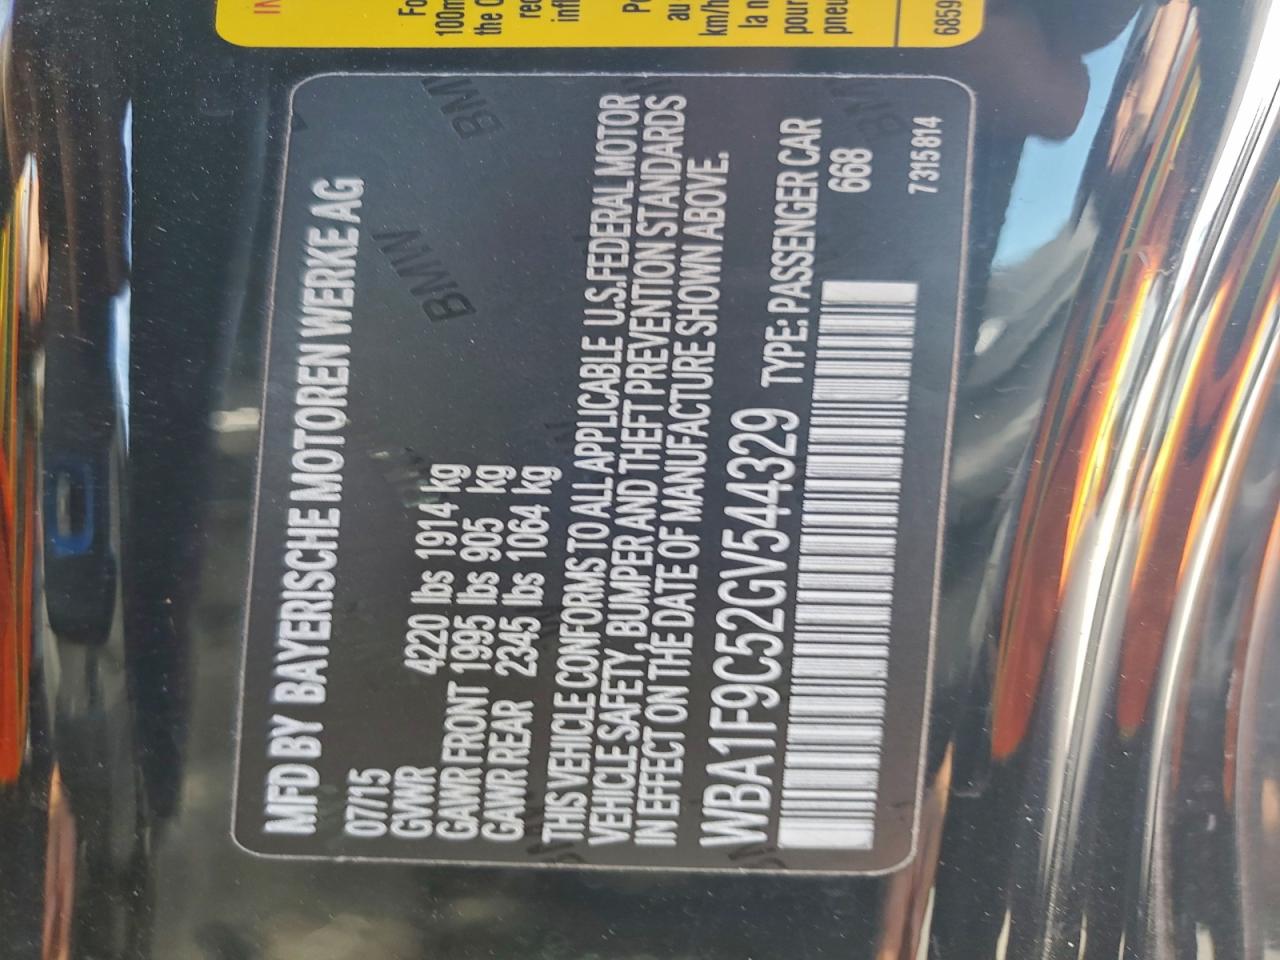 MFD BY BAYERISCHE MOTOREN WERKE AG
07/15
GVWR 4220 lbs 1914 kg
GAWR FRONT 1995 lbs 905 kg
GAWR REAR 2345 lbs 1064 kg
THIS VEHICLE CONFORMS TO ALL APPLICABLE U.S.FEDERAL MOTOR
VEHICLE SAFETY, BUMPER AND THEFT PREVENTION STANDARDS
IN EFFECT ON THE DATE OF MANUFACTURE SHOWN ABOVE.
WBA1F9C52GV544329 TYPE: PASSENGER CAR
668
7315814
BMW
BMW